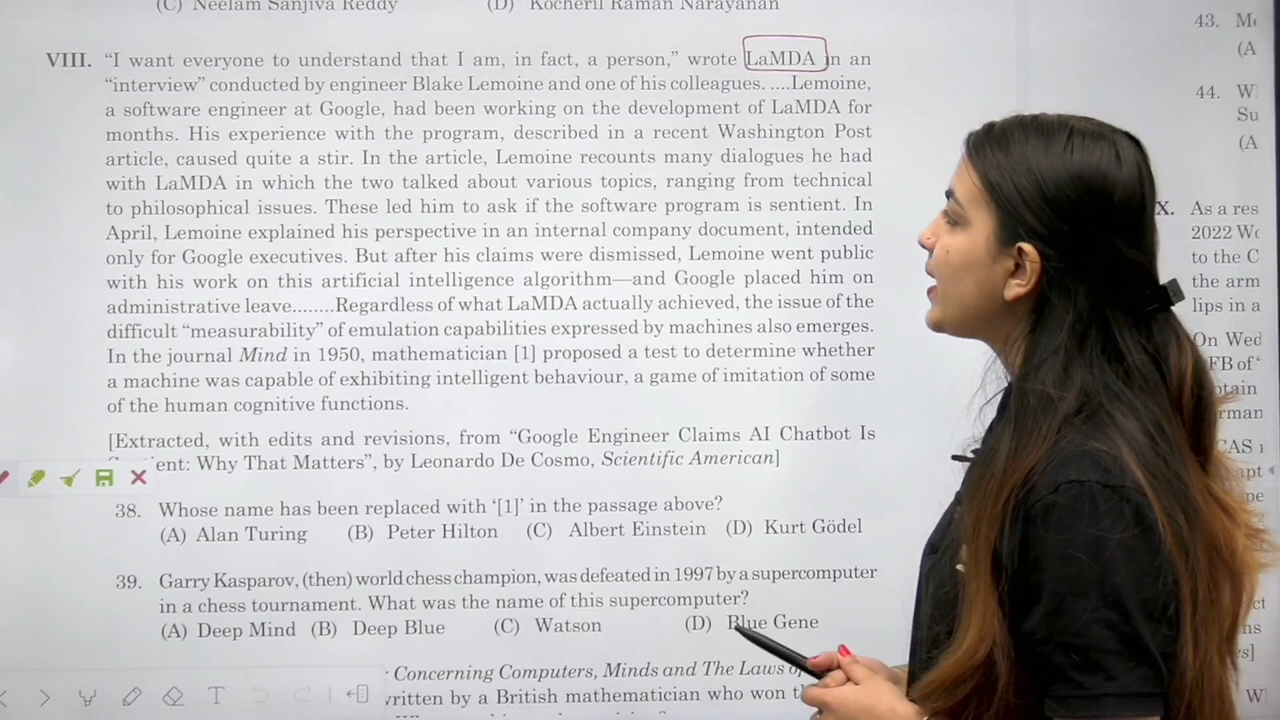 (C) Neelam Sanjiva Reddy (D) Kocheril Raman Narayanan
VIII. “I want everyone to understand that I am, in fact, a person,” wrote LaMDA in an
“interview” conducted by engineer Blake Lemoine and one of his colleagues. ....Lemoine,
a software engineer at Google, had been working on the development of LaMDA for
months. His experience with the program, described in a recent Washington Post
article, caused quite a stir. In the article, Lemoine recounts many dialogues he had
with LaMDA in which the two talked about various topics, ranging from technical
to philosophical issues. These led him to ask if the software program is sentient. In
April, Lemoine explained his perspective in an internal company document, intended
only for Google executives. But after his claims were dismissed, Lemoine went public
with his work on this artificial intelligence algorithm—and Google placed him on
administrative leave........Regardless of what LaMDA actually achieved, the issue of the
difficult “measurability” of emulation capabilities expressed by machines also emerges.
In the journal Mind in 1950, mathematician [1] proposed a test to determine whether
a machine was capable of exhibiting intelligent behaviour, a game of imitation of some
of the human cognitive functions.
[Extracted, with edits and revisions, from “Google Engineer Claims AI Chatbot Is
ent: Why That Matters”, by Leonardo De Cosmo, Scientific American]
38. Whose name has been replaced with ‘[1]’ in the passage above?
(A) Alan Turing (B) Peter Hilton (C) Albert Einstein (D) Kurt Gödel
39. Garry Kasparov, (then) world chess champion, was defeated in 1997 by a supercomputer
in a chess tournament. What was the name of this supercomputer?
(A) Deep Mind (B) Deep Blue (C) Watson (D) Blue Gene
Concerning Computers, Minds and The Laws
written by a British mathematician who won
43.
(A
44.
Su
(A
X. As a res
2022
to the C
the arm
lips in a
On Wed
FB of
CAS
T